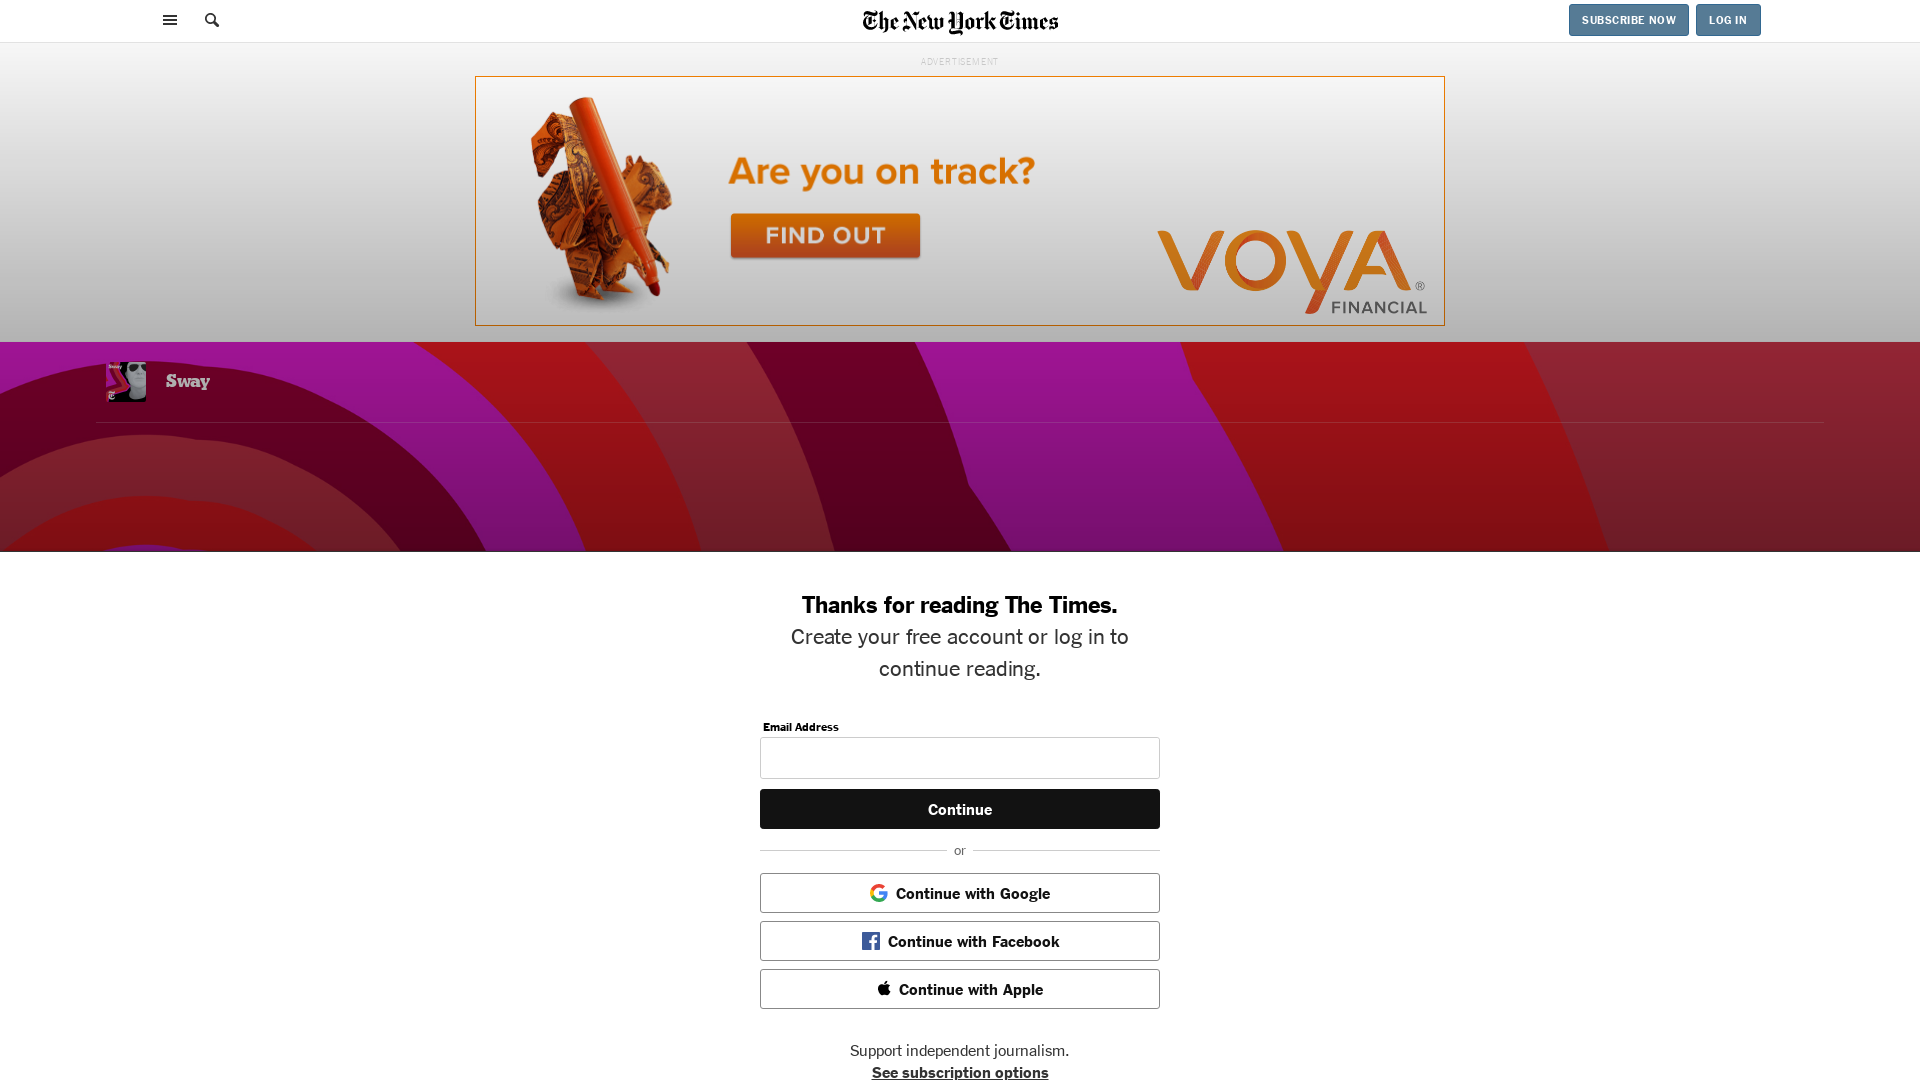 The New York Times
SUBSCRIBE NOW
LOG IN
ADVERTISEMENT
Are you on track?
FIND OUT
VOYA®
FINANCIAL
Sway
Sway
Thanks for reading The Times.
Create your free account or log in to
continue reading.
Email Address
Continue
or
Continue with Google
Continue with Facebook
Continue with Apple
Support independent journalism.
See subscription options